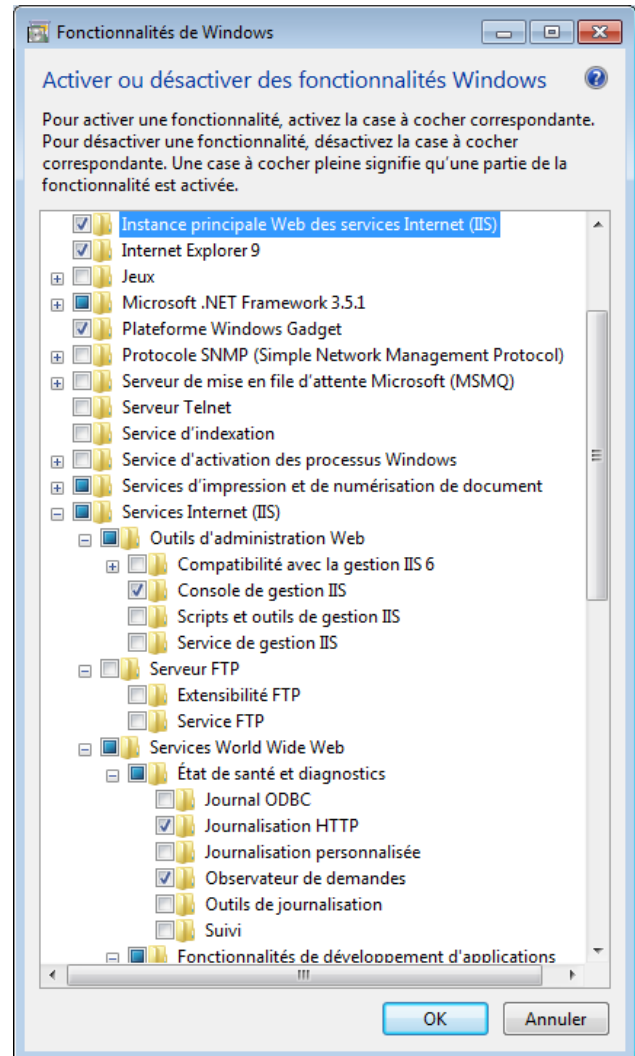 Fonctionnalités de Windows
Activer ou désactiver des fonctionnalités Windows
Pour activer une fonctionnalité, activez la case à cocher correspondante.
Pour désactiver une fonctionnalité, désactivez la case à cocher
correspondante. Une case à cocher pleine signifie qu'une partie de la
fonctionnalité est activée.
Instance principale Web des services Internet (IIS)
Internet Explorer 9
Jeux
Microsoft .NET Framework 3.5.1
Plateforme Windows Gadget
Protocole SNMP (Simple Network Management Protocol)
Serveur de mise en file d'attente Microsoft (MSMQ)
Serveur Telnet
Service d'indexation
Service d'activation des processus Windows
Services d'impression et de numérisation de document
Services Internet (IIS)
Outils d'administration Web
Compatibilité avec la gestion IIS 6
Console de gestion IIS
Scripts et outils de gestion IIS
Service de gestion IIS
Serveur FTP
Extensibilité FTP
Service FTP
Services World Wide Web
État de santé et diagnostics
Journal ODBC
Journalisation HTTP
Journalisation personnalisée
Observateur de demandes
Outils de journalisation
Suivi
Fonctionnalités de développement d'applications
OK
Annuler